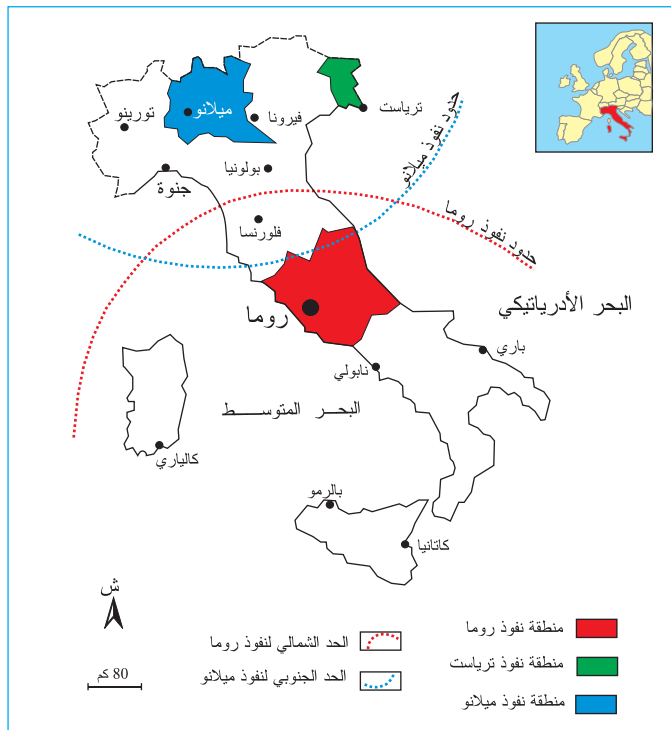 ميلانو
تورينو
فيرونا
ترياست
حدود نفوذ ميلانو
بولونيا
جنوة
حدود نفوذ روما
فلورنسا
البحر الأدرياتيكي
روما
باري
نابولي
البحــر المتوســـــط
كالياري
بالرمو
كاتانيا
ش
80 كم
منطقة نفوذ روما
منطقة نفوذ ترياست
منطقة نفوذ ميلانو
الحد الشمالي لنفوذ روما
الحد الجنوبي لنفوذ ميلانو